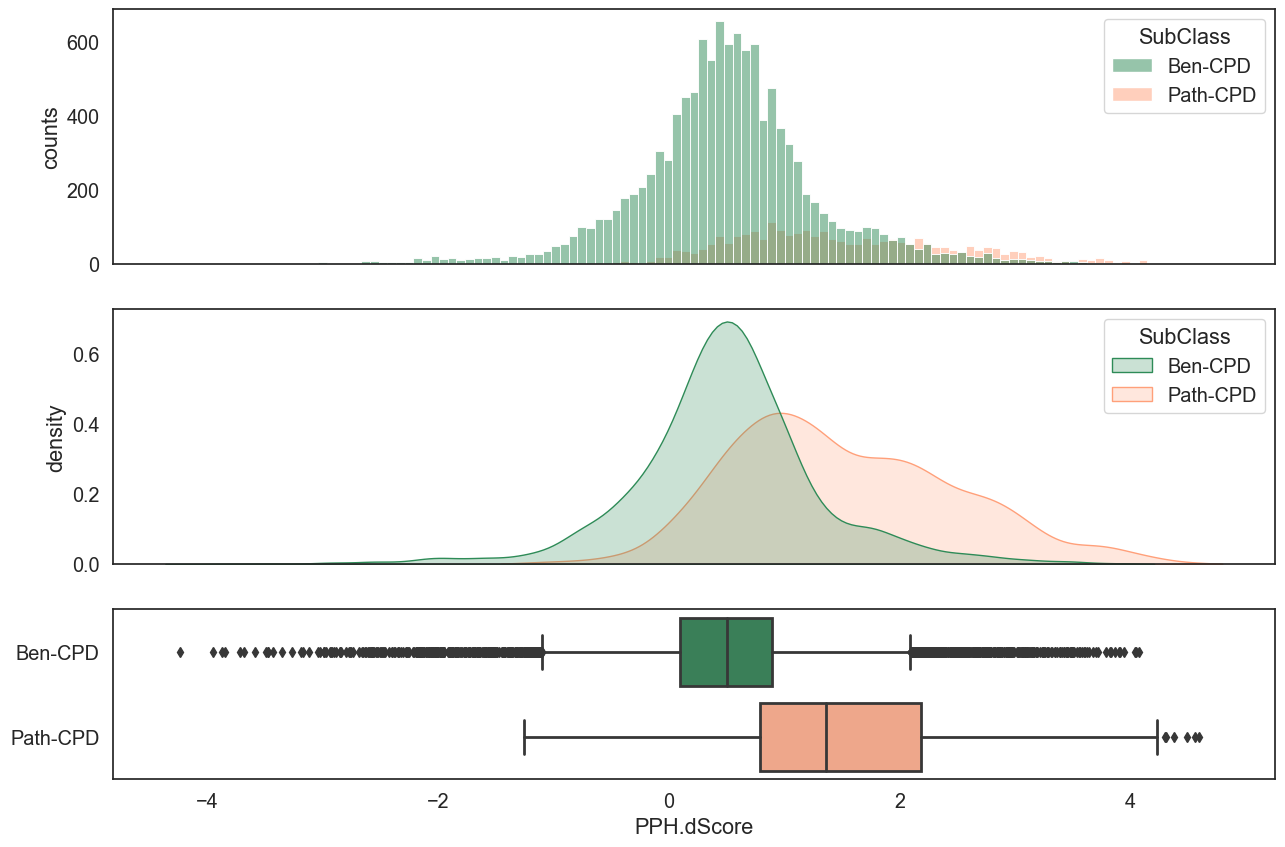 600
400
200
0
counts
SubClass
Ben-CPD
Path-CPD
0.6
0.4
0.2
0.0
density
SubClass
Ben-CPD
Path-CPD
Ben-CPD
Path-CPD
−4 −2 0 2 4
PPH.dScore